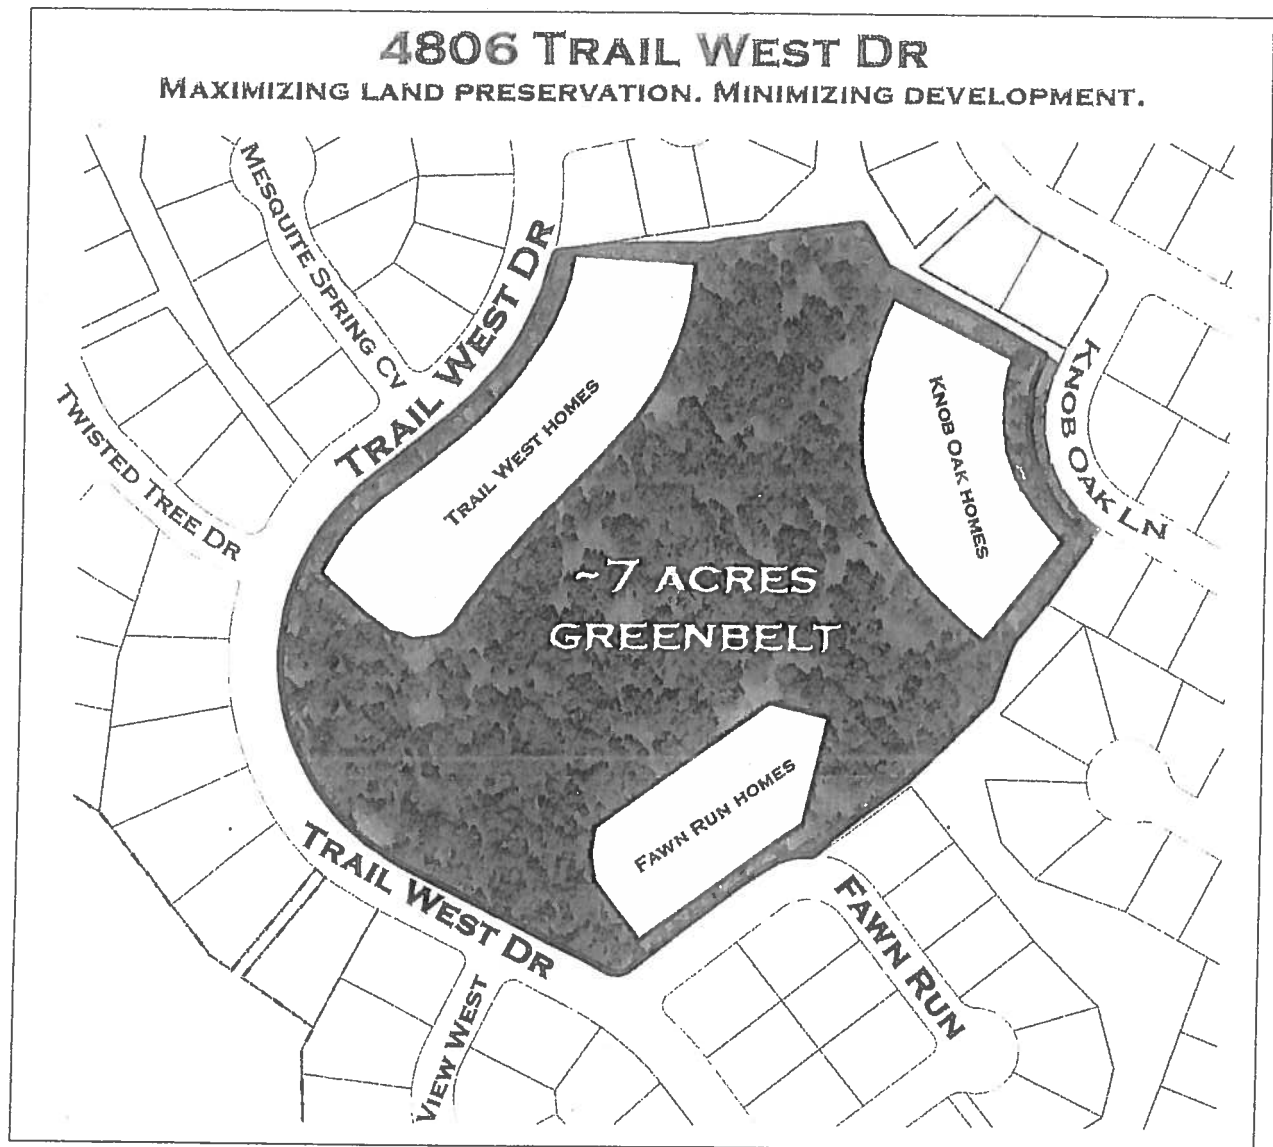 4806 TRAIL WEST DR
MAXIMIZING LAND PRESERVATION. MINIMIZING DEVELOPMENT.
MESQUITE SPRING CV
TRAIL WEST DR
TWISTED TREE DR
TRAIL WEST HOMES
KNOB OAK HOMES
KNOB OAK LN
~7 ACRES
GREENBELT
FAWN RUN HOMES
TRAIL WEST DR
FAWN RUN
VIEW WEST